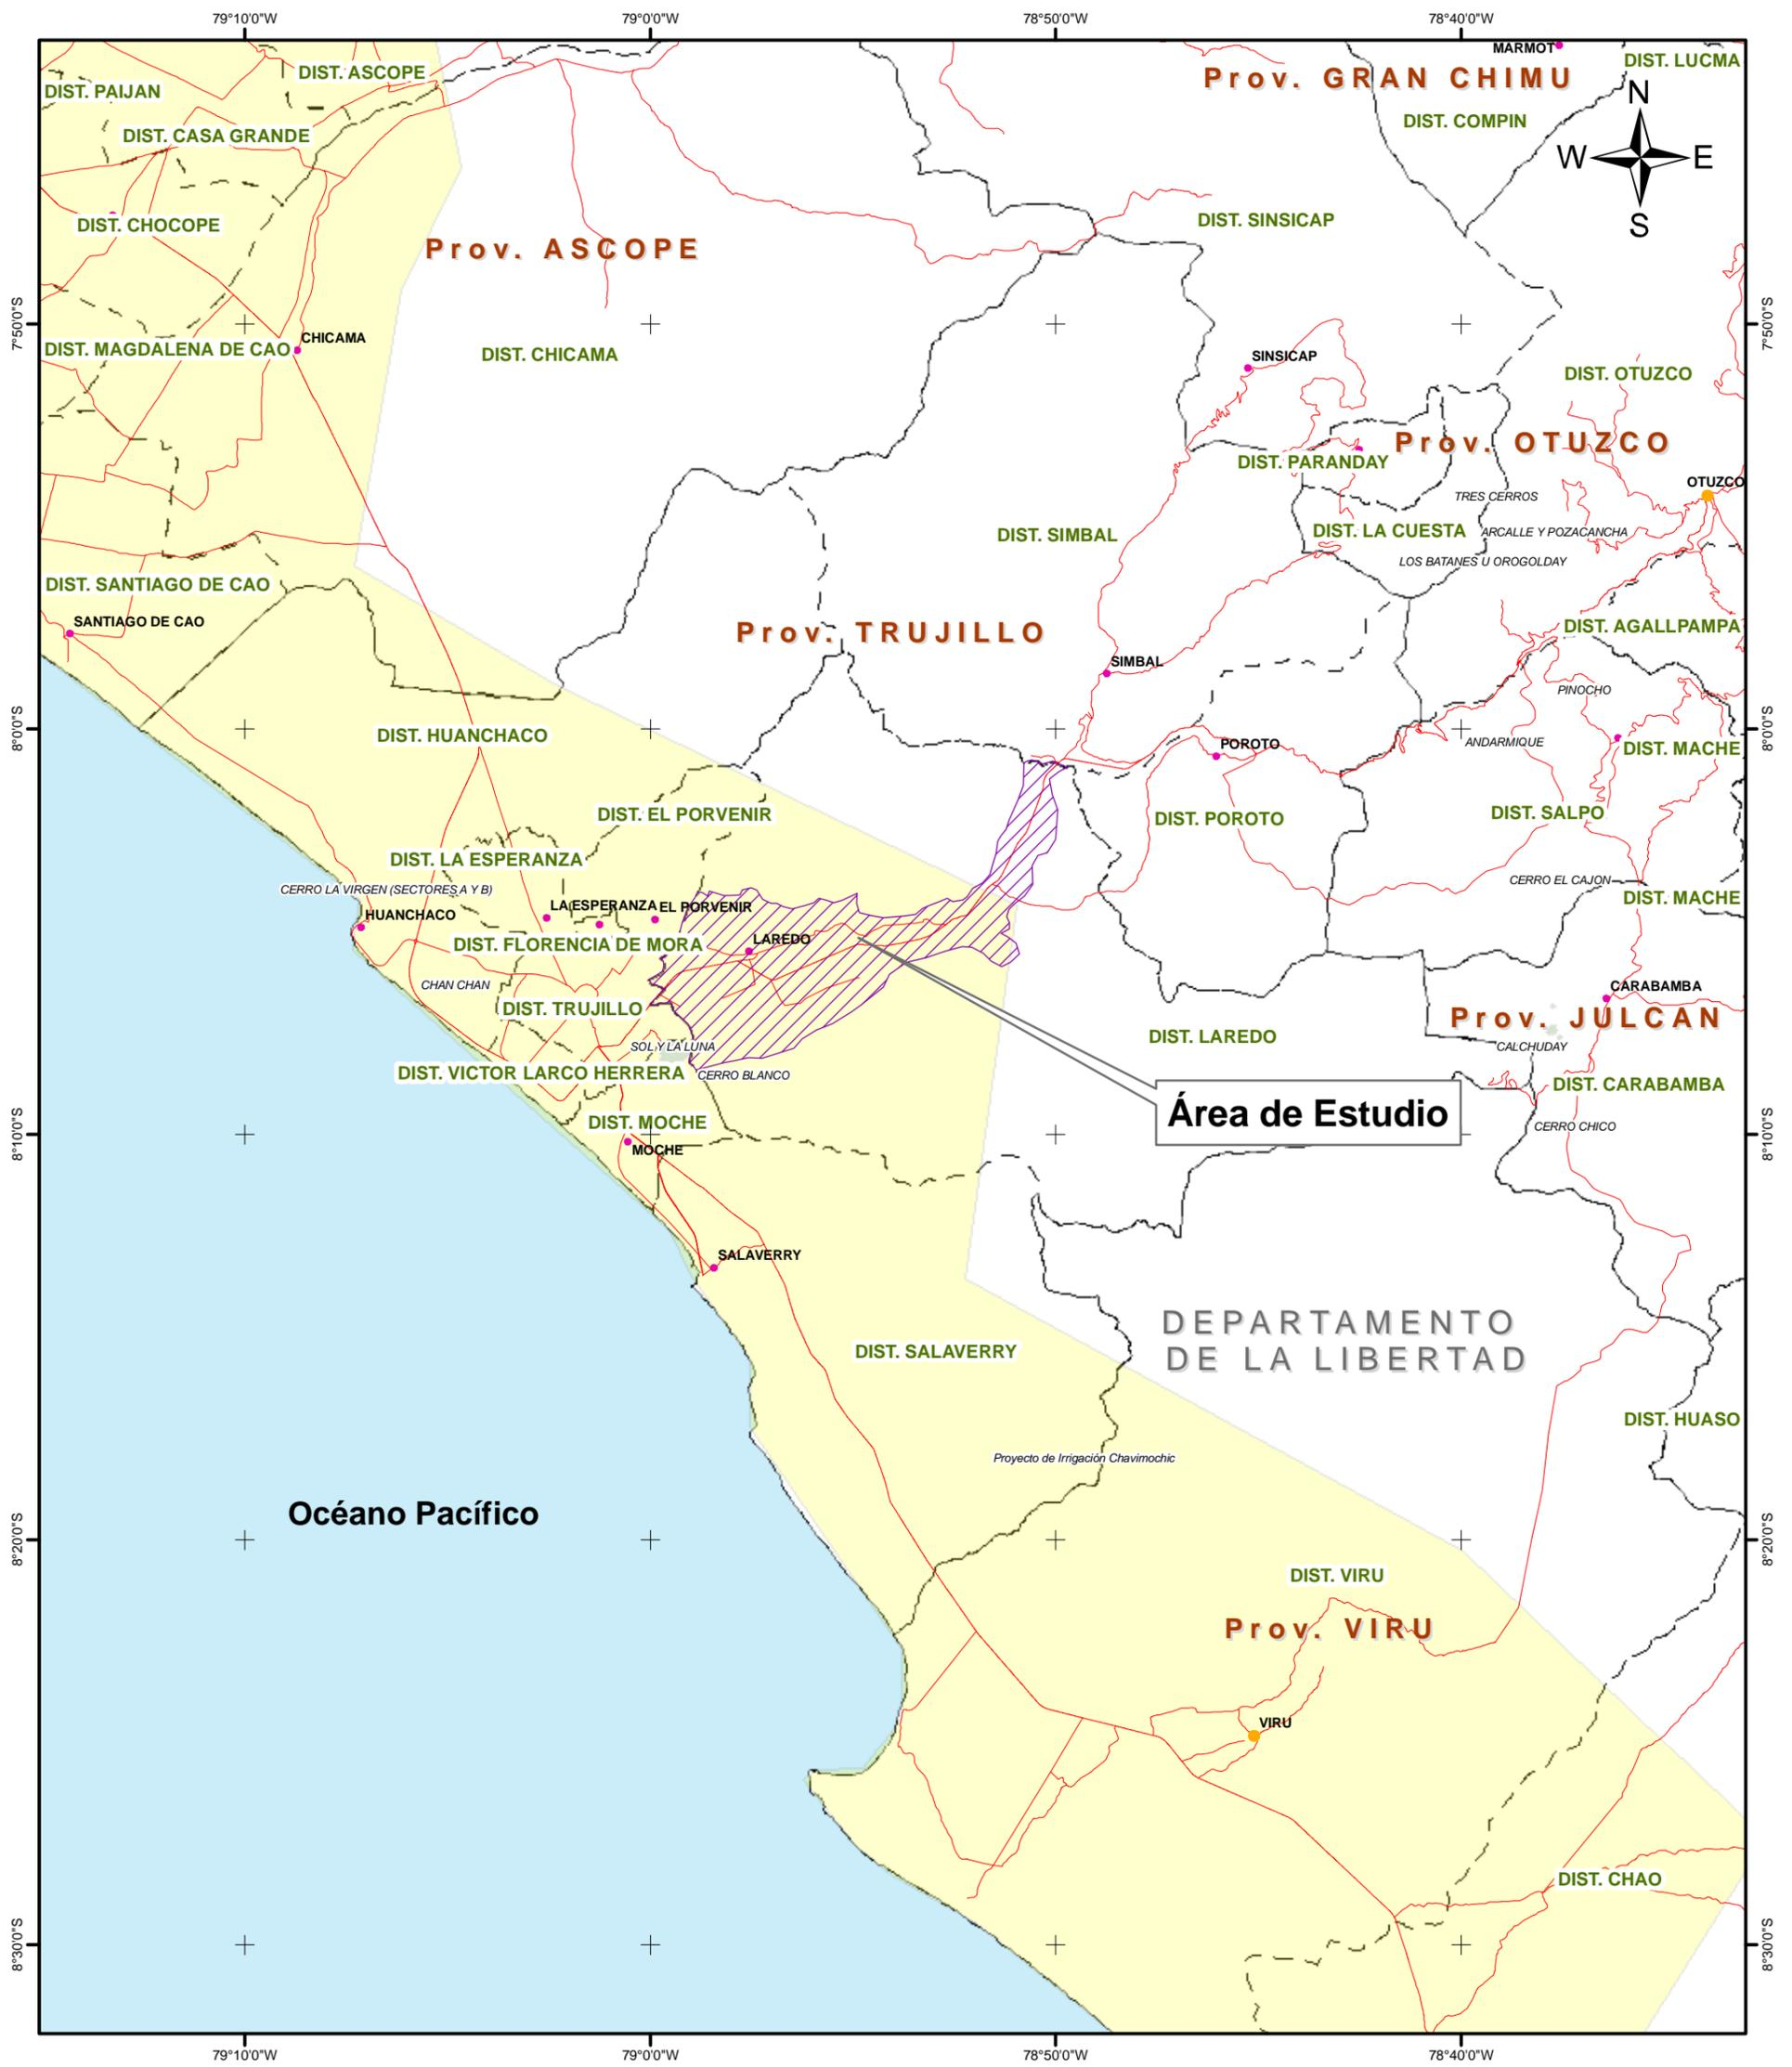 79°10'0"W
79°0'0"W
78°50'0"W
78°40'0"W
MARMOT
DIST. LUCMA
DIST. ASCOPE
Prov. GRAN CHIMU
DIST. PAIJAN
N
DIST. COMPIN
DIST. CASA GRANDE
W
E
S
DIST. CHOCOPE
DIST. SINSICAP
Prov. ASCOPE
7°50'0"S
7°50'0"S
CHICAMA
DIST. MAGDALENA DE CAO
DIST. CHICAMA
SINSICAP
DIST. OTUZCO
Prov. OTUZCO
DIST. PARANDAY
OTUZCO
TRES CERROS
DIST. SIMBAL
DIST. LA CUESTA
ARCALLE Y POZACANCHA
LOS BATANES U OROGOLDAY
DIST. SANTIAGO DE CAO
SANTIAGO DE CAO
Prov. TRUJILLO
DIST. AGALLPAMPA
SIMBAL
PINOCHO
8°0'0"S
8°0'0"S
DIST. HUANCHACO
POROTO
ANDARMIQUE
DIST. MACHE
DIST. EL PORVENIR
DIST. POROTO
DIST. SALPO
DIST. LA ESPERANZA
CERRO LA VIRGEN (SECTORES A Y B)
CERRO EL CAJON
DIST. MACHE
HUANCHACO
LA ESPERANZA
EL PORVENIR
DIST. FLORENCIA DE MORA
LAREDO
CHAN CHAN
CARABAMBA
DIST. TRUJILLO
Prov. JULCAN
SOL Y LA LUNA
DIST. LAREDO
CALCHUDAY
DIST. VICTOR LARCO HERRERA
CERRO BLANCO
DIST. CARABAMBA
Área de Estudio
DIST. MOCHE
CERRO CHICO
8°10'0"S
8°10'0"S
MOCHE
SALAVERRY
DEPARTAMENTO
DE LA LIBERTAD
DIST. SALAVERRY
DIST. HUASO
Proyecto de Irrigación Chavimochic
Océano Pacífico
8°20'0"S
8°20'0"S
DIST. VIRU
Prov. VIRU
VIRU
DIST. CHAO
8°30'0"S
8°30'0"S
79°10'0"W
79°0'0"W
78°50'0"W
78°40'0"W